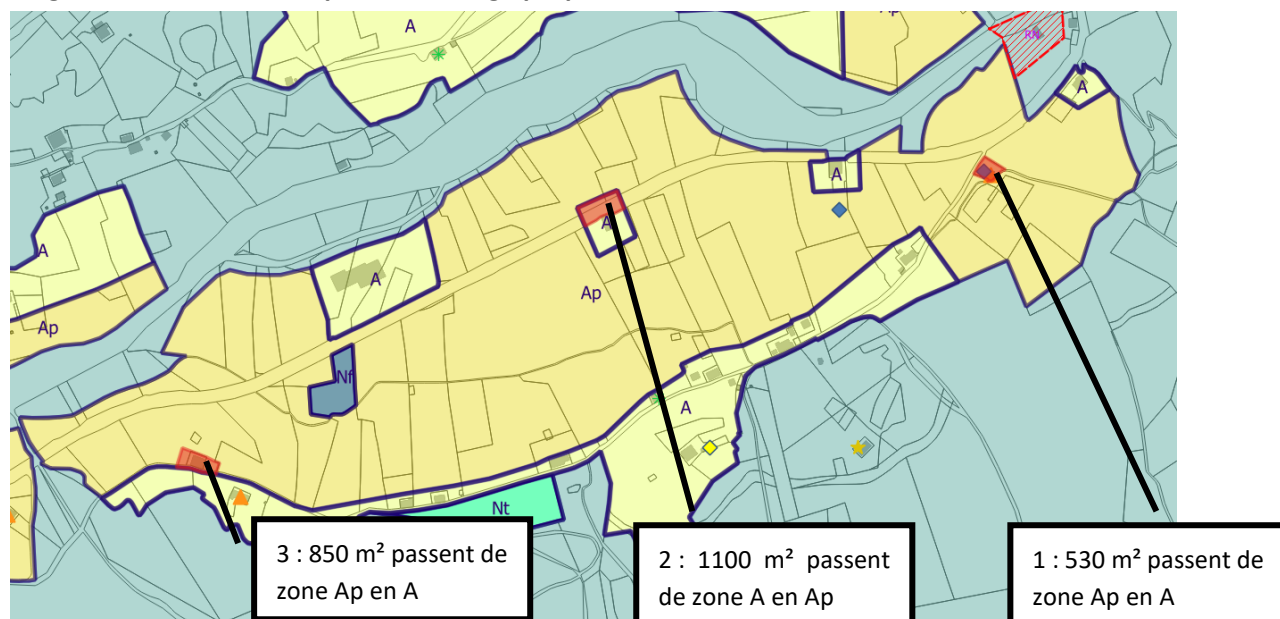 A
Ap
RN
A
A
A
A
A
Ap
Ap
Nf
A
Nt
3 : 850 m² passent de
zone Ap en A
2 : 1100 m² passent
de zone A en Ap
1 : 530 m² passent de
zone Ap en A